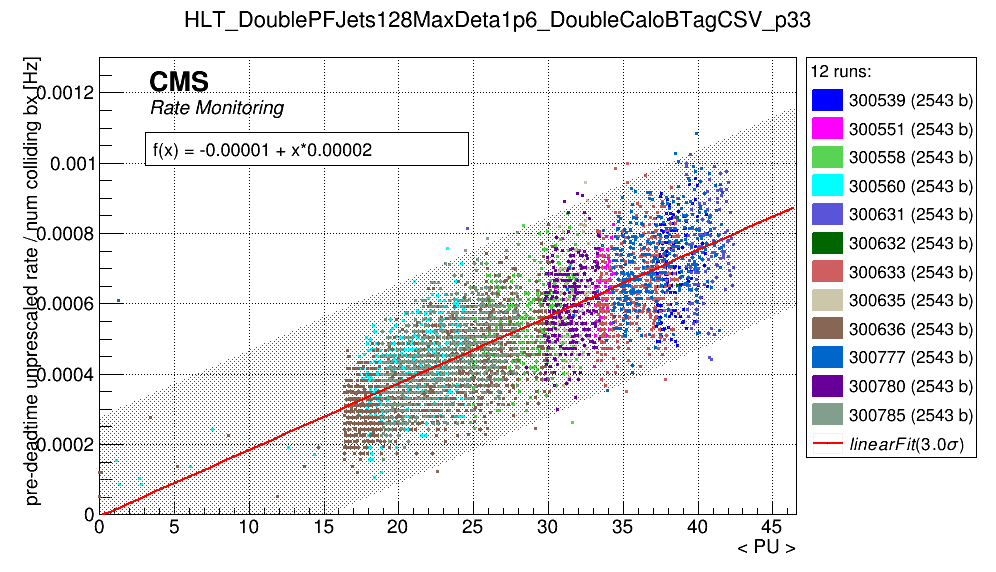 HLT_DoublePFJets128MaxDeta1p6_DoubleCaloBTagCSV_p33
pre-deadtime unprescaled rate / num colliding bx [Hz]
0.0012
0.001
0.0008
0.0006
0.0004
0.0002
0
CMS
Rate Monitoring
f(x) = -0.00001 + x*0.00002
0 5 10 15 20 25 30 35 40 45
< PU >
12 runs:
300539 (2543 b)
300551 (2543 b)
300558 (2543 b)
300560 (2543 b)
300631 (2543 b)
300632 (2543 b)
300633 (2543 b)
300635 (2543 b)
300636 (2543 b)
300777 (2543 b)
300780 (2543 b)
300785 (2543 b)
linearFit(3.0σ)